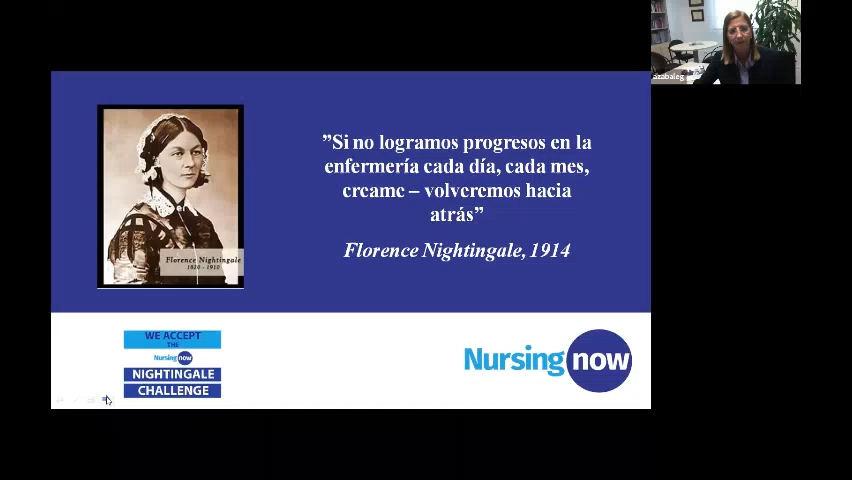 azabaleg
”Si no logramos progresos en la
enfermería cada día, cada mes,
creame – volveremos hacia
atrás”
Florence Nightingale, 1914
Florence Nightingale
1820 - 1910
WE ACCEPT
THE
Nursing now
NIGHTINGALE
CHALLENGE
Nursing now